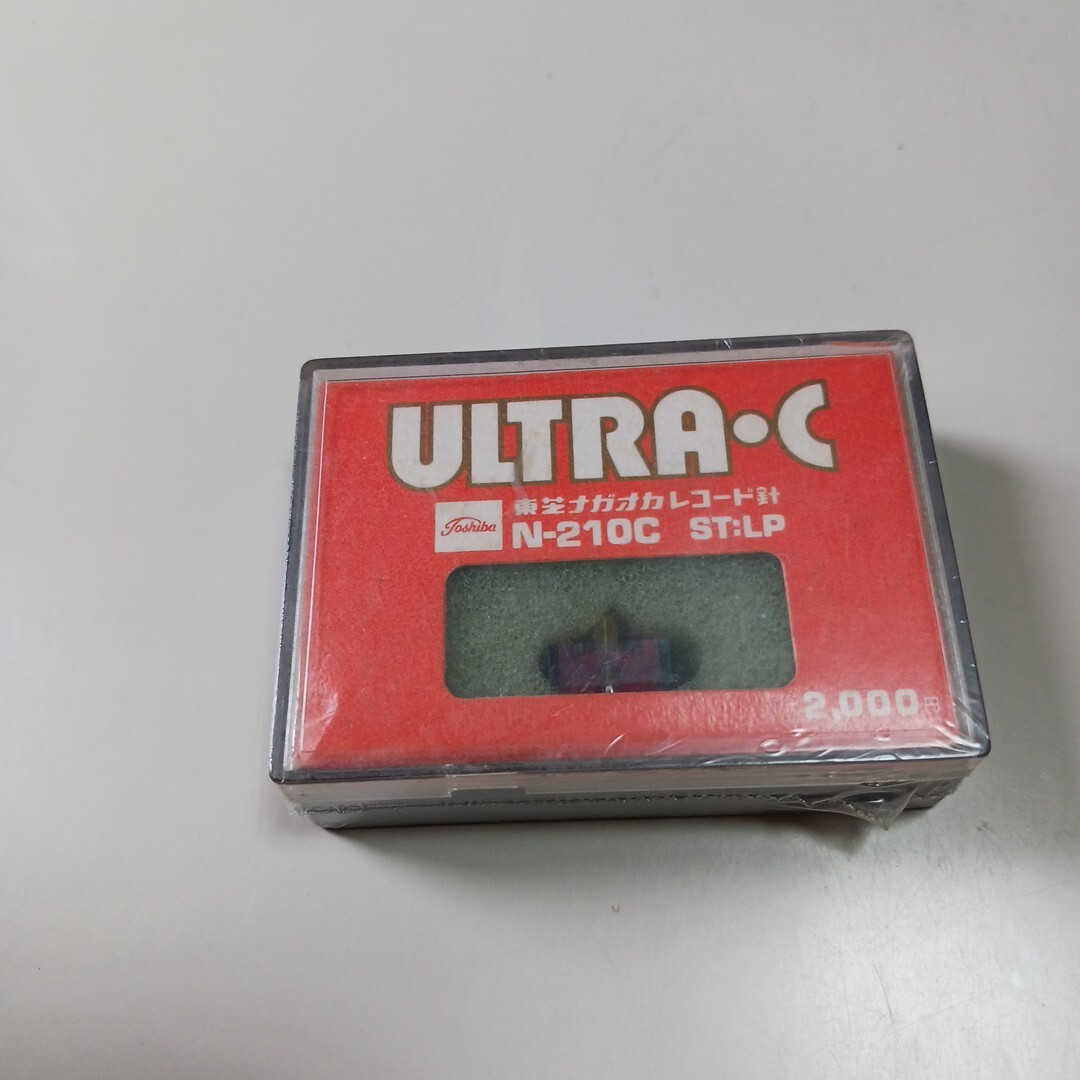 ULTRA•C
Toshiba
東芝ナガオカレコード針
N-210C ST:LP
2,000円